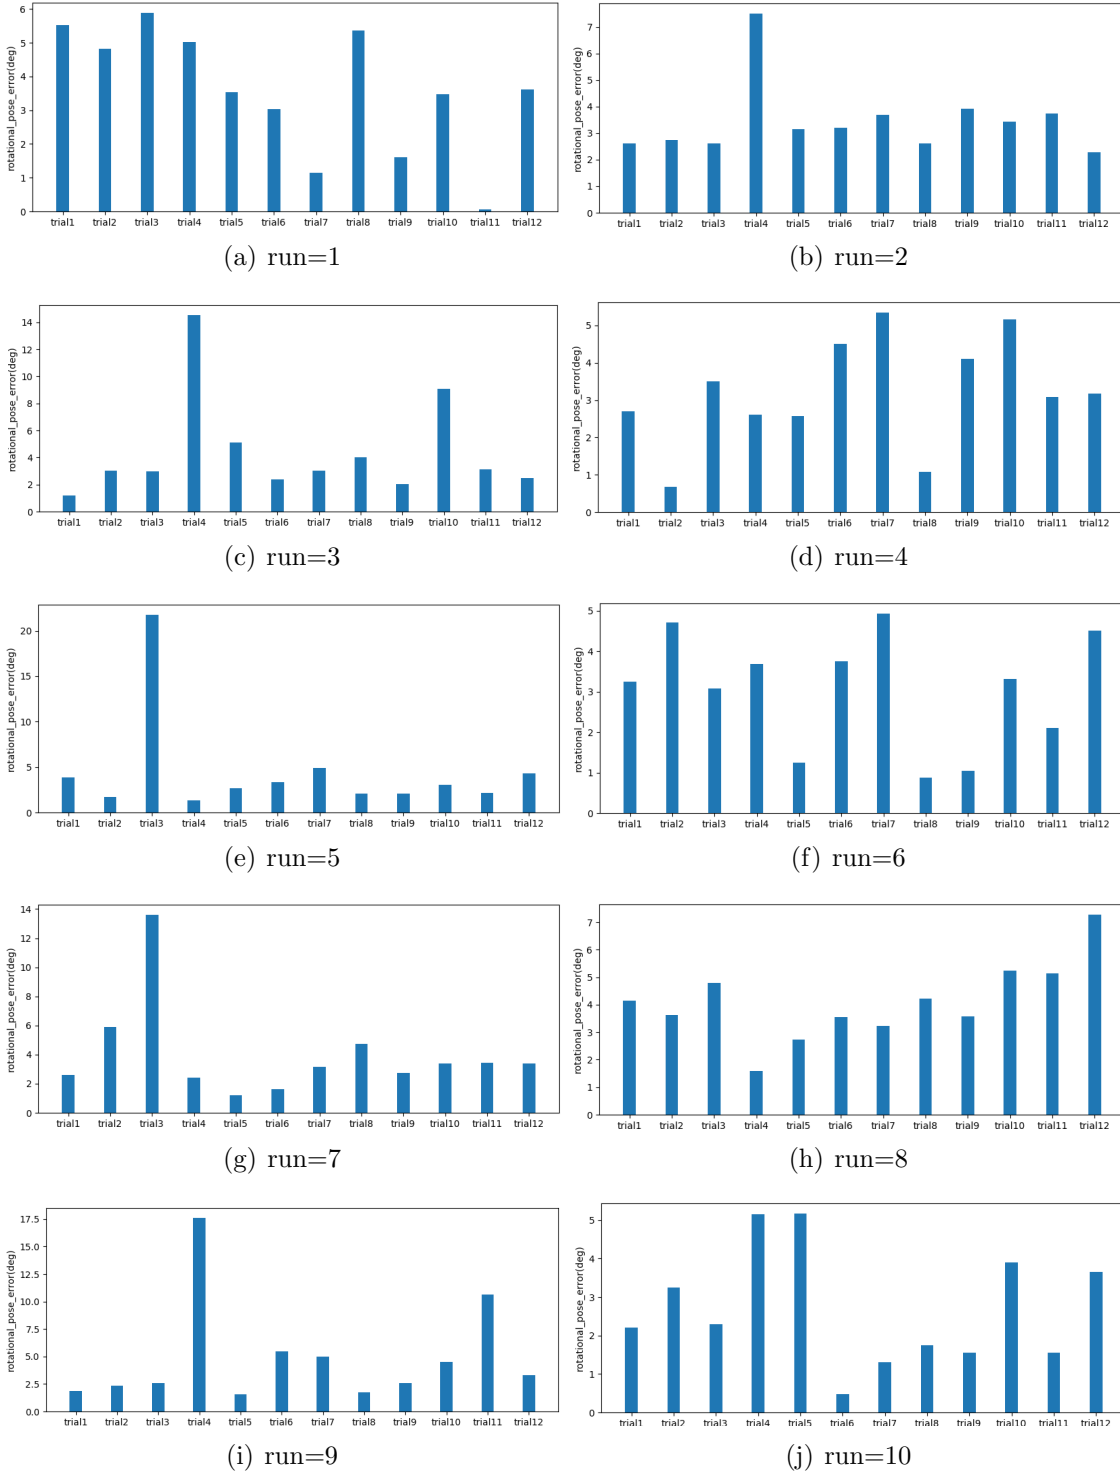 rotational_pose_error(deg)
6
5
4
3
2
1
0
trial1 trial2 trial3 trial4 trial5 trial6 trial7 trial8 trial9 trial10 trial11 trial12
(a) run=1
rotational_pose_error(deg)
7
6
5
4
3
2
1
0
trial1 trial2 trial3 trial4 trial5 trial6 trial7 trial8 trial9 trial10 trial11 trial12
(b) run=2
rotational_pose_error(deg)
14
12
10
8
6
4
2
0
trial1 trial2 trial3 trial4 trial5 trial6 trial7 trial8 trial9 trial10 trial11 trial12
(c) run=3
rotational_pose_error(deg)
5
4
3
2
1
0
trial1 trial2 trial3 trial4 trial5 trial6 trial7 trial8 trial9 trial10 trial11 trial12
(d) run=4
rotational_pose_error(deg)
20
15
10
5
0
trial1 trial2 trial3 trial4 trial5 trial6 trial7 trial8 trial9 trial10 trial11 trial12
(e) run=5
rotational_pose_error(deg)
5
4
3
2
1
0
trial1 trial2 trial3 trial4 trial5 trial6 trial7 trial8 trial9 trial10 trial11 trial12
(f) run=6
rotational_pose_error(deg)
14
12
10
8
6
4
2
0
trial1 trial2 trial3 trial4 trial5 trial6 trial7 trial8 trial9 trial10 trial11 trial12
(g) run=7
rotational_pose_error(deg)
7
6
5
4
3
2
1
0
trial1 trial2 trial3 trial4 trial5 trial6 trial7 trial8 trial9 trial10 trial11 trial12
(h) run=8
rotational_pose_error(deg)
17.5
15.0
12.5
10.0
7.5
5.0
2.5
0.0
trial1 trial2 trial3 trial4 trial5 trial6 trial7 trial8 trial9 trial10 trial11 trial12
(i) run=9
rotational_pose_error(deg)
5
4
3
2
1
0
trial1 trial2 trial3 trial4 trial5 trial6 trial7 trial8 trial9 trial10 trial11 trial12
(j) run=10